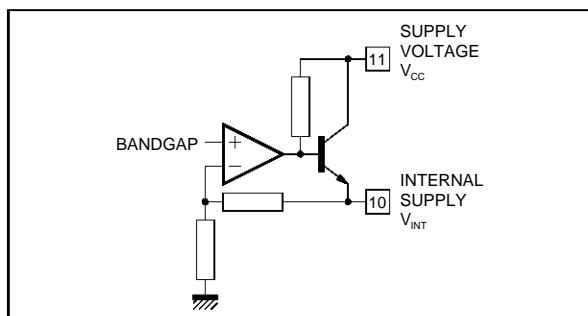 SUPPLY
VOLTAGE
11
VCC
BANDGAP
+
−
INTERNAL
SUPPLY
10
VINT